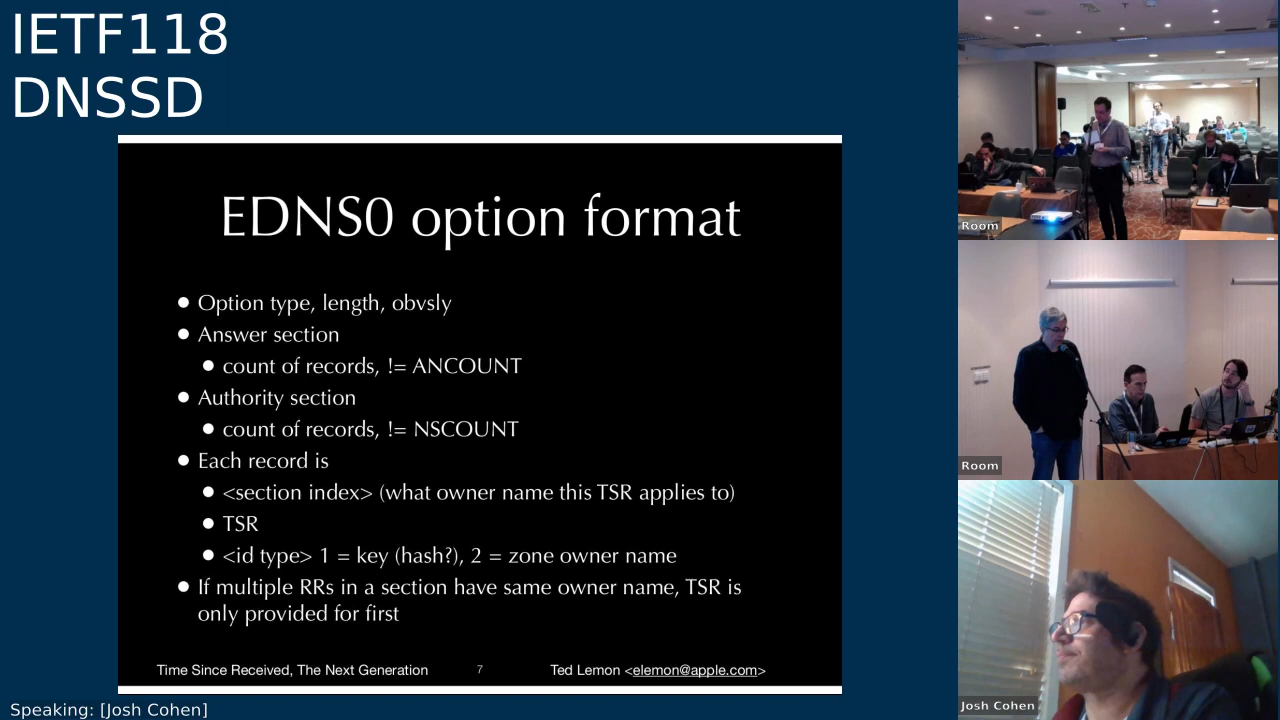 IETF118
DNSSD
EDNS0 option format
● Option type, length, obvsly
● Answer section
● count of records, != ANCOUNT
● Authority section
● count of records, != NSCOUNT
● Each record is
● <section index> (what owner name this TSR applies to)
● TSR
● <id type> 1 = key (hash?), 2 = zone owner name
● If multiple RRs in a section have same owner name, TSR is
only provided for first
Time Since Received, The Next Generation 7 Ted Lemon <elemon@apple.com>
Speaking: [Josh Cohen]
Room
Room
Josh Cohen